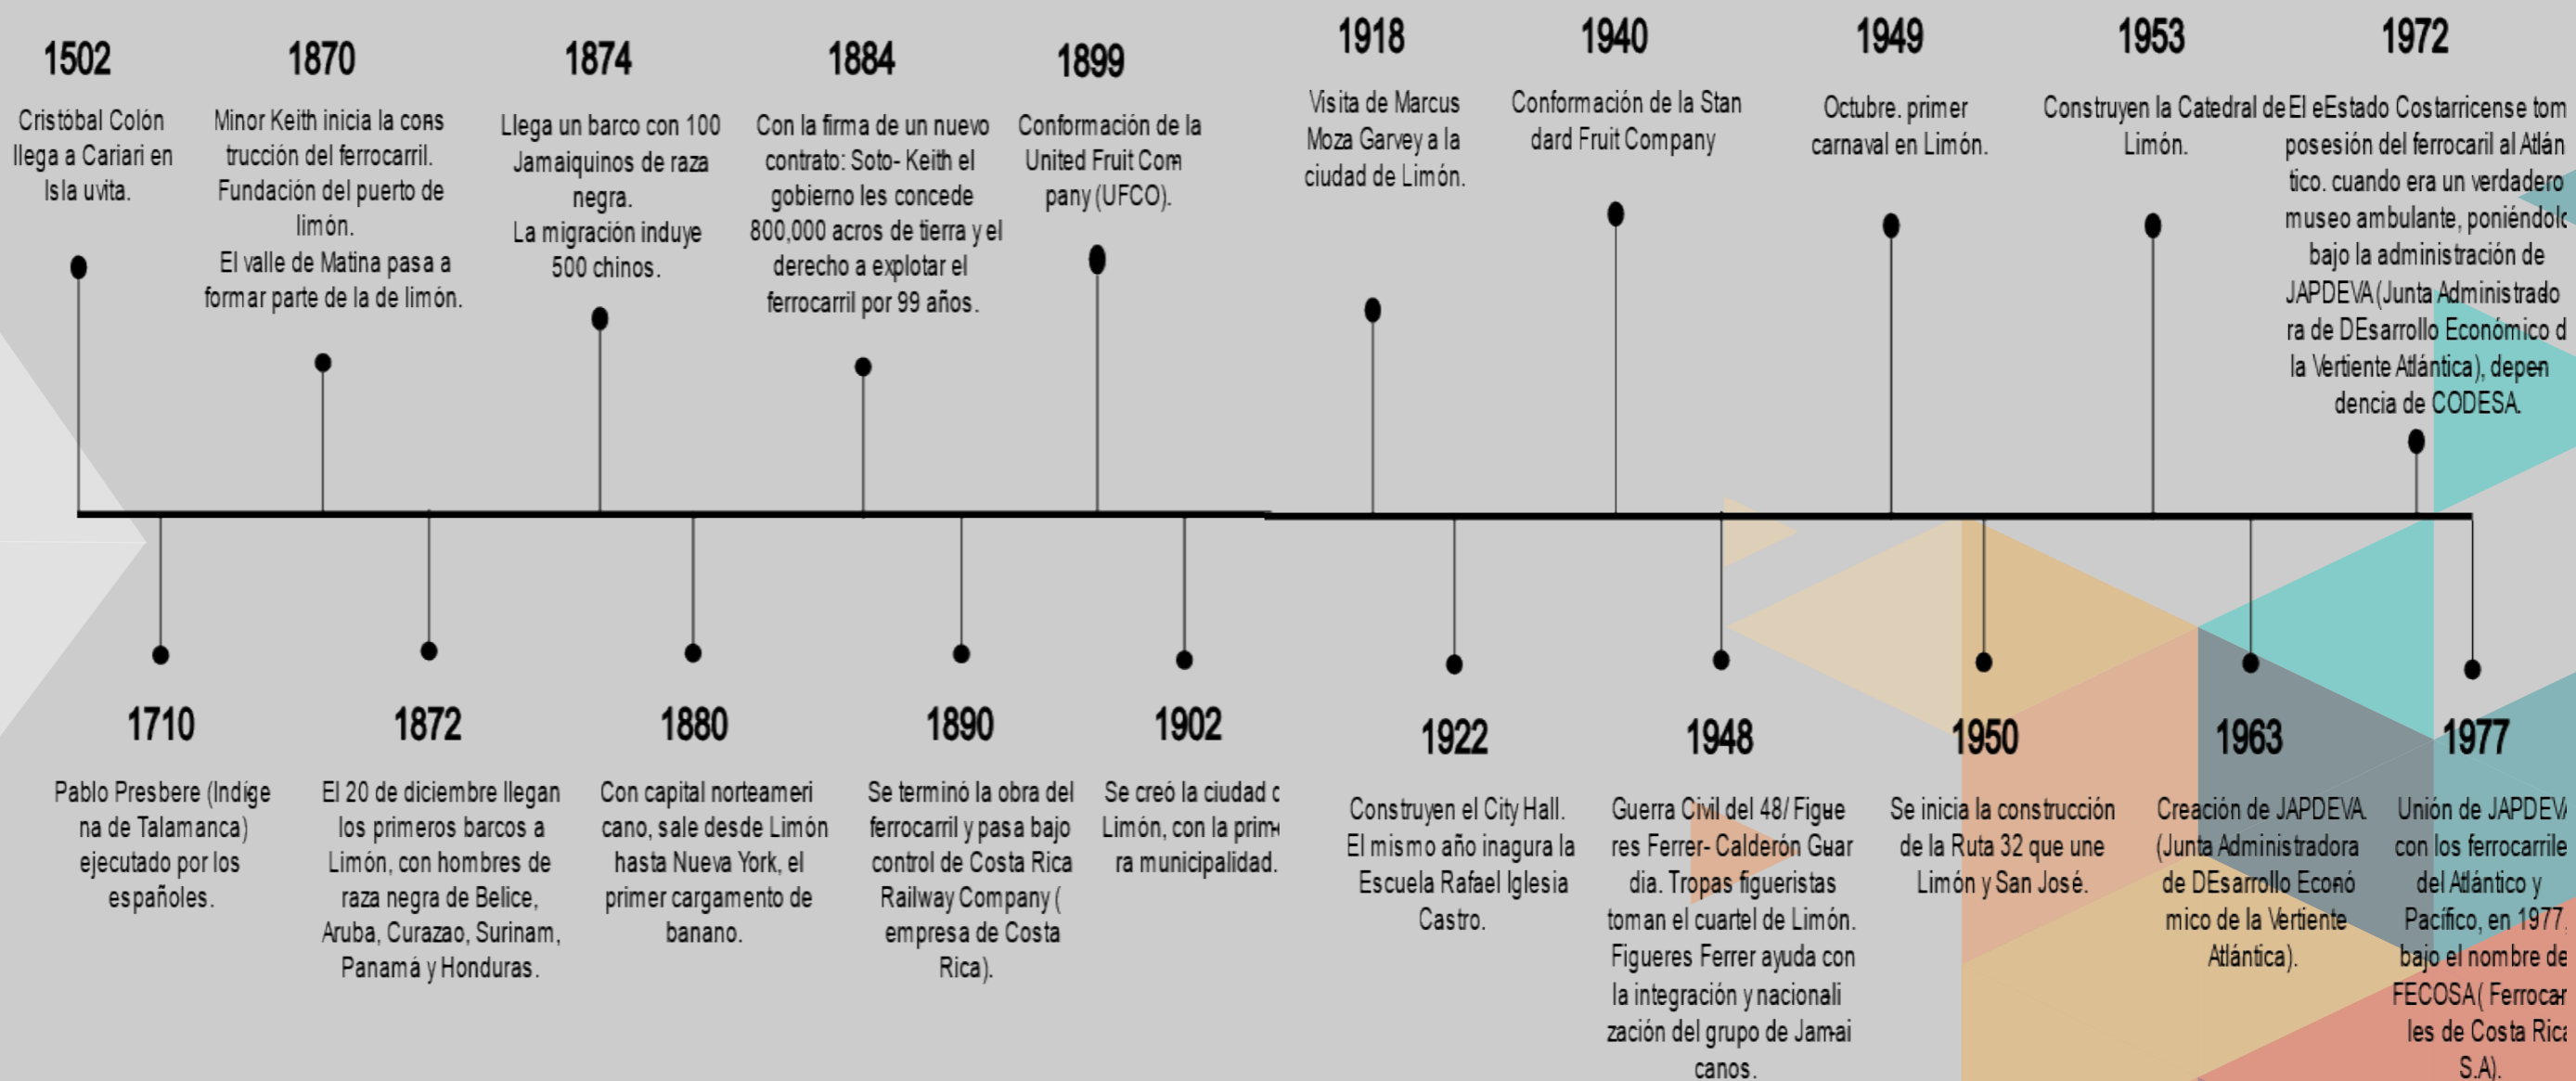 1502
Cristóbal Colón
llega a Cariari en
Isla uvita.
1870
Minor Keith inicia la cons
trucción del ferrocarril.
Fundación del puerto de
limón.
El valle de Matina pasa a
formar parte de la de limón.
1874
Llega un barco con 100
Jamaiquinos de raza
negra.
La migración induye
500 chinos.
1884
Con la firma de un nuevo
contrato: Soto- Keith el
gobierno les concede
800,000 acros de tierra y el
derecho a explotar el
ferrocarril por 99 años.
1899
Conformación de la
United Fruit Com
pany (UFCO).
1918
Visita de Marcus
Moza Garvey a la
ciudad de Limón.
1940
Conformación de la Stan
dard Fruit Company
1949
Octubre. primer
carnaval en Limón.
1953
Construyen la Catedral de
Limón.
1972
El eEstado Costarricense tom
posesión del ferrocaril al Atlán
tico. cuando era un verdadero
museo ambulante, poniéndolo
bajo la administración de
JAPDEVA (Junta Administrado
ra de DEsarrollo Económico d
la Vertiente Atlántica), depen
dencia de CODESA.
1710
Pablo Presbere (Indíge
na de Talamanca)
ejecutado por los
españoles.
1872
El 20 de diciembre llegan
los primeros barcos a
Limón, con hombres de
raza negra de Belice,
Aruba, Curazao, Surinam,
Panamá y Honduras.
1880
Con capital norteameri
cano, sale desde Limón
hasta Nueva York, el
primer cargamento de
banano.
1890
Se terminó la obra del
ferrocarril y pasa bajo
control de Costa Rica
Railway Company (
empresa de Costa
Rica).
1902
Se creó la ciudad d
Limón, con la prim
ra municipalidad.
1922
Construyen el City Hall.
El mismo año inagura la
Escuela Rafael Iglesia
Castro.
1948
Guerra Civil del 48/ Figue
res Ferrer- Calderón Guar
dia. Tropas figueristas
toman el cuartel de Limón.
Figueres Ferrer ayuda con
la integración y nacionali
zación del grupo de Jamai
canos.
1950
Se inicia la construcción
de la Ruta 32 que une
Limón y San José.
1963
Creación de JAPDEVA.
(Junta Administradora
de DEsarrollo Econó
mico de la Vertiente
Atlántica).
1977
Unión de JAPDEVA
con los ferrocarrile
del Atlántico y
Pacífico, en 1977,
bajo el nombre de
FECOSA ( Ferrocar
les de Costa Rica
S.A).